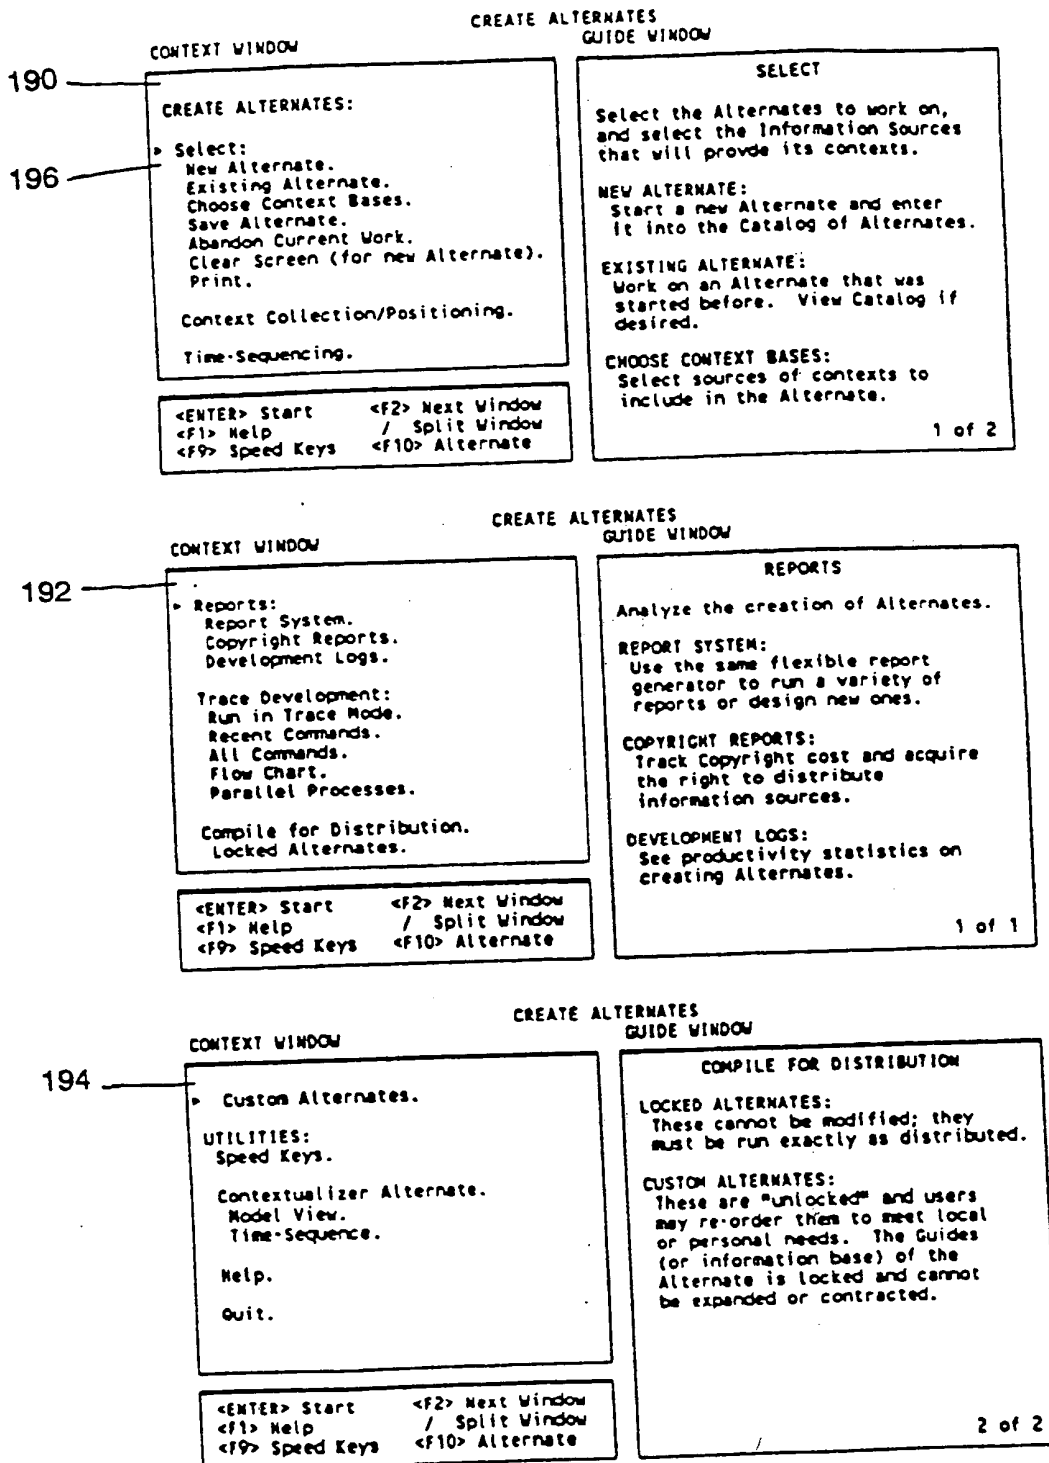 CREATE ALTERNATES
CONTEXT WINDOW
GUIDE WINDOW
190
CREATE ALTERNATES:
▸ Select:
196
New Alternate.
Existing Alternate.
Choose Context Bases.
Save Alternate.
Abandon Current Work.
Clear Screen (for new Alternate).
Print.
Context Collection/Positioning.
Time-Sequencing.
<ENTER> Start <F2> Next Window
<F1> Help / Split Window
<F9> Speed Keys <F10> Alternate
SELECT
Select the Alternates to work on,
and select the Information Sources
that will provde its contexts.
NEW ALTERNATE:
Start a new Alternate and enter
it into the Catalog of Alternates.
EXISTING ALTERNATE:
Work on an Alternate that was
started before. View Catalog if
desired.
CHOOSE CONTEXT BASES:
Select sources of contexts to
include in the Alternate.
1 of 2
CREATE ALTERNATES
CONTEXT WINDOW
GUIDE WINDOW
192
▸ Reports:
Report System.
Copyright Reports.
Development Logs.
Trace Development:
Run in Trace Mode.
Recent Commands.
All Commands.
Flow Chart.
Parallel Processes.
Compile for Distribution.
Locked Alternates.
<ENTER> Start <F2> Next Window
<F1> Help / Split Window
<F9> Speed Keys <F10> Alternate
REPORTS
Analyze the creation of Alternates.
REPORT SYSTEM:
Use the same flexible report
generator to run a variety of
reports or design new ones.
COPYRIGHT REPORTS:
Track Copyright cost and acquire
the right to distribute
information sources.
DEVELOPMENT LOGS:
See productivity statistics on
creating Alternates.
1 of 1
CREATE ALTERNATES
CONTEXT WINDOW
GUIDE WINDOW
194
▸ Custom Alternates.
UTILITIES:
Speed Keys.
Contextualizer Alternate.
Model View.
Time-Sequence.
Help.
Quit.
<ENTER> Start <F2> Next Window
<F1> Help / Split Window
<F9> Speed Keys <F10> Alternate
COMPILE FOR DISTRIBUTION
LOCKED ALTERNATES:
These cannot be modified; they
must be run exactly as distributed.
CUSTOM ALTERNATES:
These are "unlocked" and users
may re-order them to meet local
or personal needs. The Guides
(or information base) of the
Alternate is locked and cannot
be expanded or contracted.
2 of 2